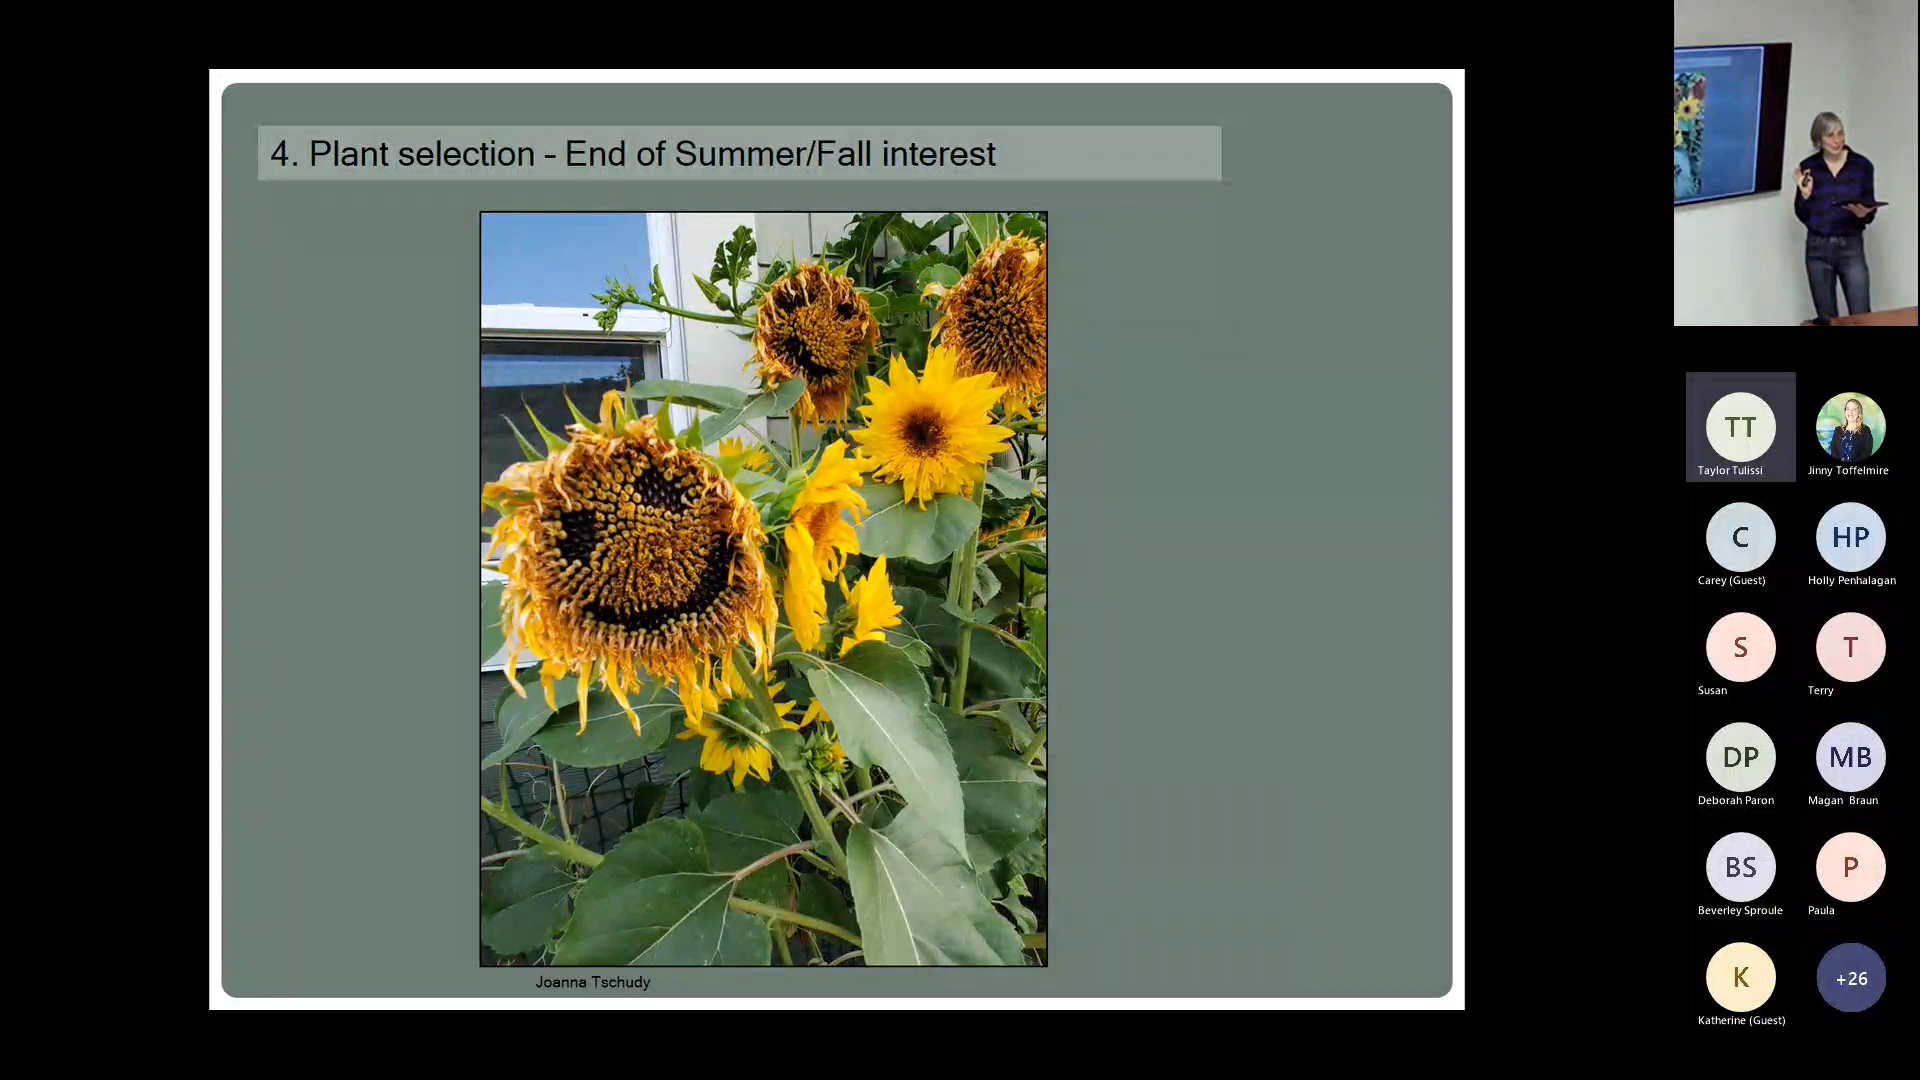 4. Plant selection - End of Summer/Fall interest
Joanna Tschudy
TT
Taylor Tulissi
Jinny Toffelmire
C
Carey (Guest)
HP
Holly Penhalagan
S
Susan
T
Terry
DP
Deborah Paron
MB
Magan Braun
BS
Beverley Sproule
P
Paula
K
Katherine (Guest)
+26